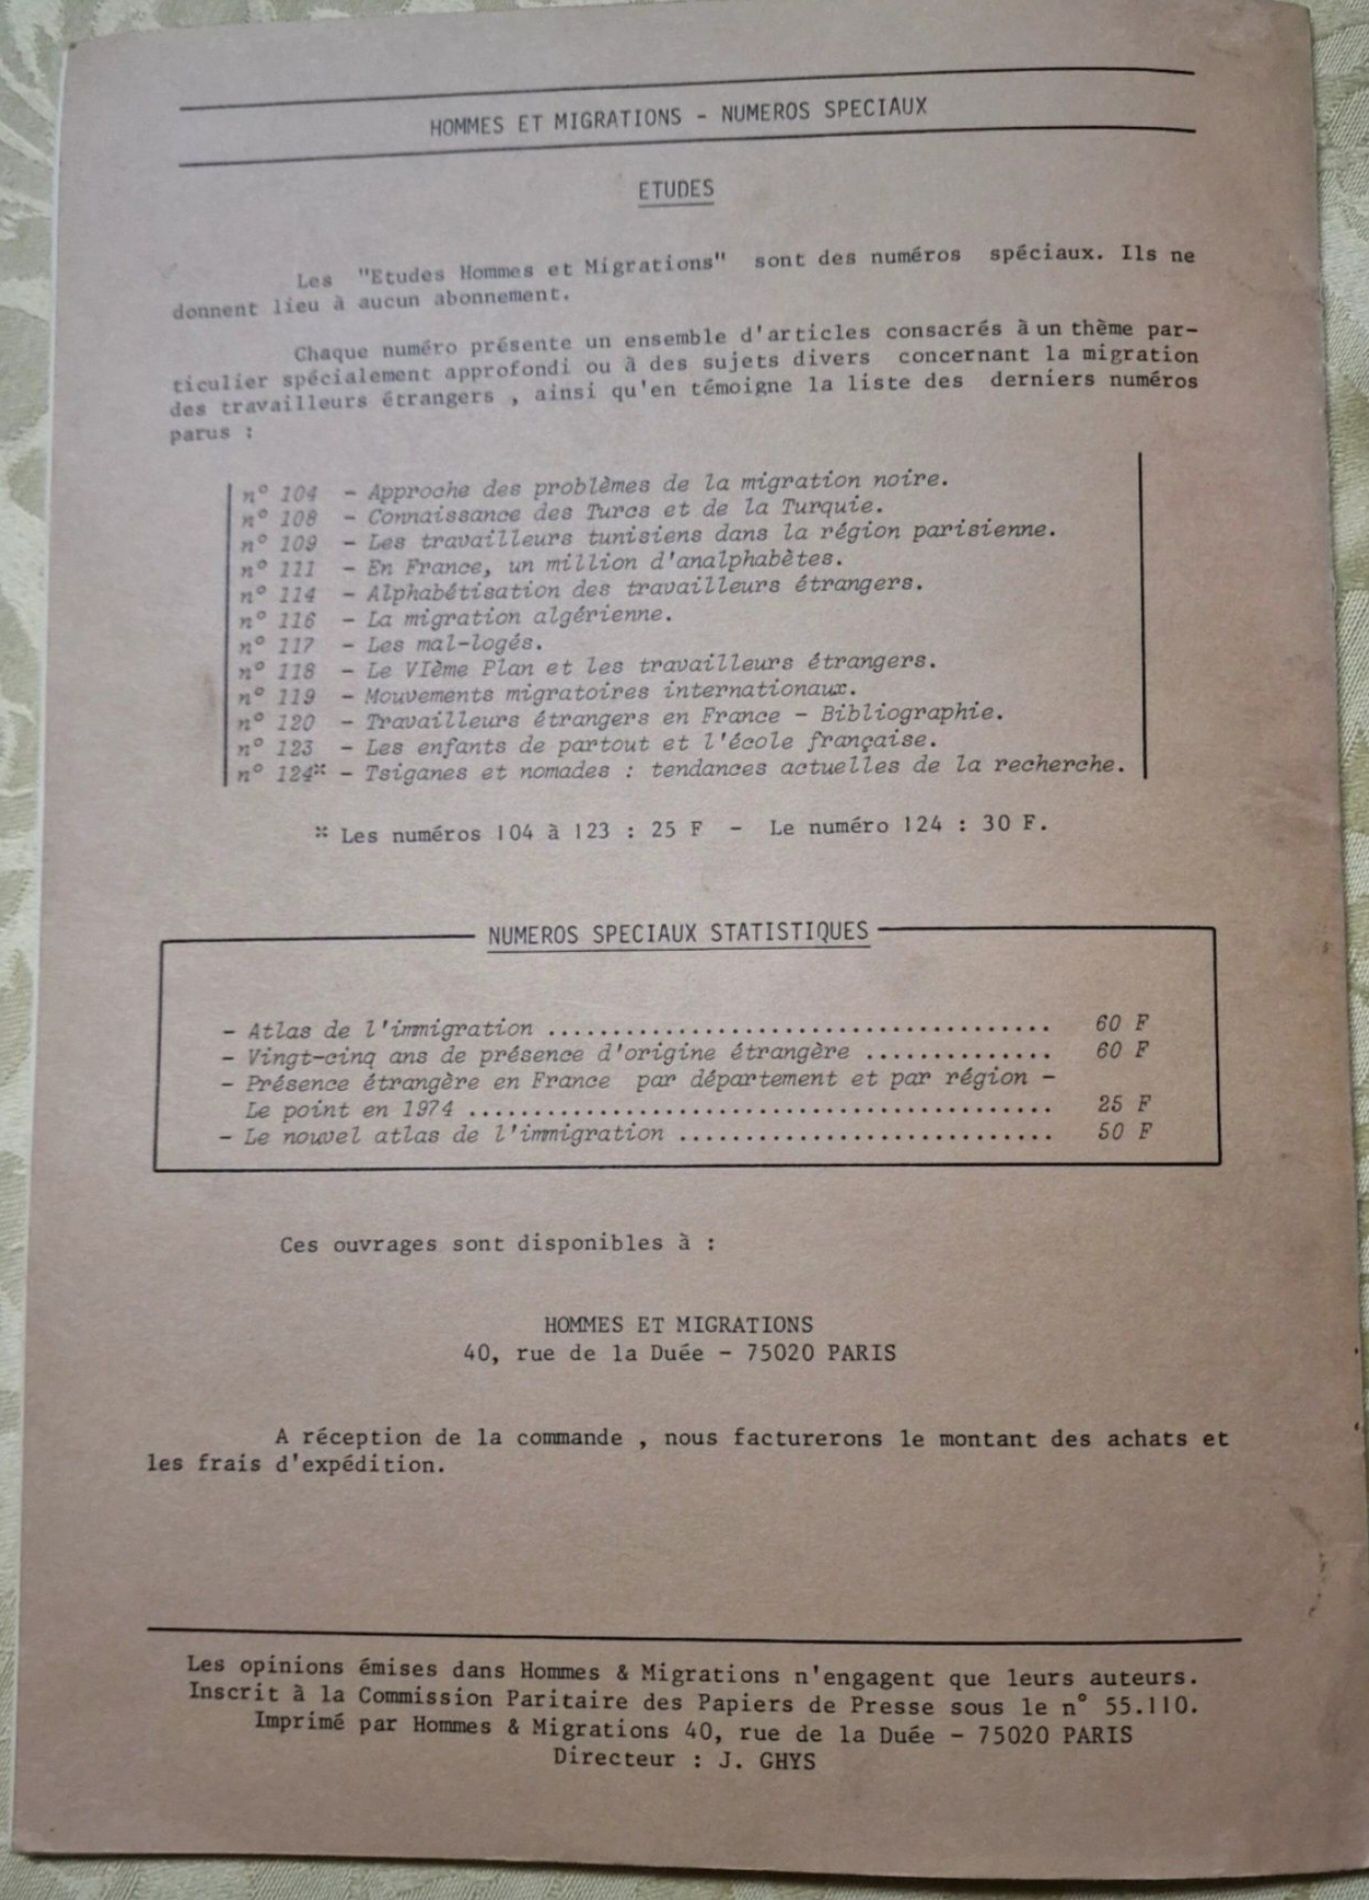 HOMMES ET MIGRATIONS - NUMEROS SPECIAUX
ETUDES
Les "Etudes Hommes et Migrations" sont des numéros spéciaux. Ils ne
donnent lieu à aucun abonnement.
Chaque numéro présente un ensemble d'articles consacrés à un thème par-
ticulier spécialement approfondi ou à des sujets divers concernant la migration
des travailleurs étrangers , ainsi qu'en témoigne la liste des derniers numéros
parus :
n° 104 - Approche des problèmes de la migration noire.
n° 108 - Connaissance des Turcs et de la Turquie.
n° 109 - Les travailleurs tunisiens dans la région parisienne.
n° 111 - En France, un million d'analphabètes.
n° 114 - Alphabétisation des travailleurs étrangers.
n° 116 - La migration algérienne.
n° 117 - Les mal-logés.
n° 118 - Le VIème Plan et les travailleurs étrangers.
n° 119 - Mouvements migratoires internationaux.
n° 120 - Travailleurs étrangers en France - Bibliographie.
n° 123 - Les enfants de partout et l'école française.
n° 124※ - Tsiganes et nomades : tendances actuelles de la recherche.
※ Les numéros 104 à 123 : 25 F - Le numéro 124 : 30 F.
NUMEROS SPECIAUX STATISTIQUES
- Atlas de l'immigration ....................................... 60 F
- Vingt-cinq ans de présence d'origine étrangère .............. 60 F
- Présence étrangère en France par département et par région -
Le point en 1974 ............................................. 25 F
- Le nouvel atlas de l'immigration ............................. 50 F
Ces ouvrages sont disponibles à :
HOMMES ET MIGRATIONS
40, rue de la Duée - 75020 PARIS
A réception de la commande , nous facturerons le montant des achats et
les frais d'expédition.
Les opinions émises dans Hommes & Migrations n'engagent que leurs auteurs.
Inscrit à la Commission Paritaire des Papiers de Presse sous le n° 55.110.
Imprimé par Hommes & Migrations 40, rue de la Duée - 75020 PARIS
Directeur : J. GHYS